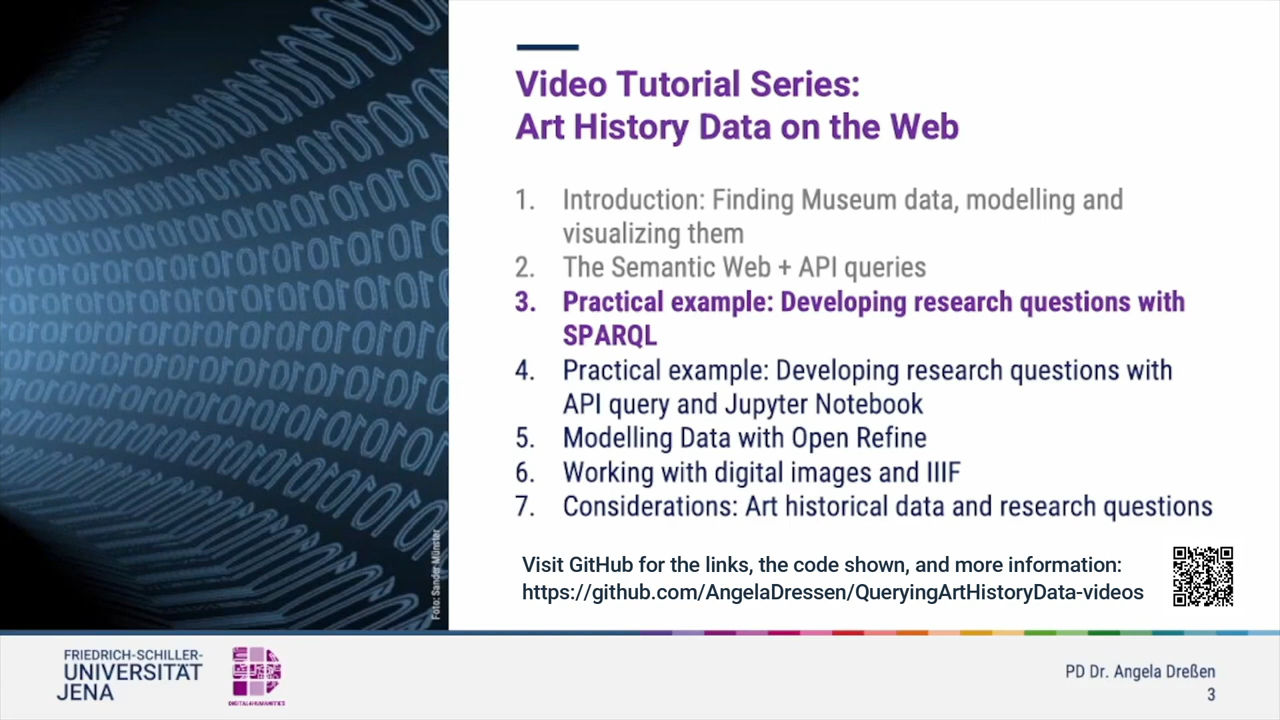 Video Tutorial Series:
Art History Data on the Web
1. Introduction: Finding Museum data, modelling and
visualizing them
2. The Semantic Web + API queries
3. Practical example: Developing research questions with
SPARQL
4. Practical example: Developing research questions with
API query and Jupyter Notebook
5. Modelling Data with Open Refine
6. Working with digital images and IIIF
7. Considerations: Art historical data and research questions
Visit GitHub for the links, the code shown, and more information:
https://github.com/AngelaDressen/QueryingArtHistoryData-videos
Foto: Sander Münster
FRIEDRICH-SCHILLER-
UNIVERSITÄT
JENA
DIGITAL4HUMANITIES
PD Dr. Angela Dreßen
3